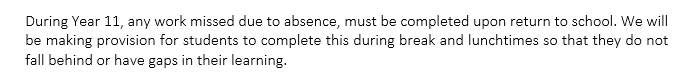 During Year 11, any work missed due to absence, must be completed upon return to school. We will
be making provision for students to complete this during break and lunchtimes so that they do not
fall behind or have gaps in their learning.